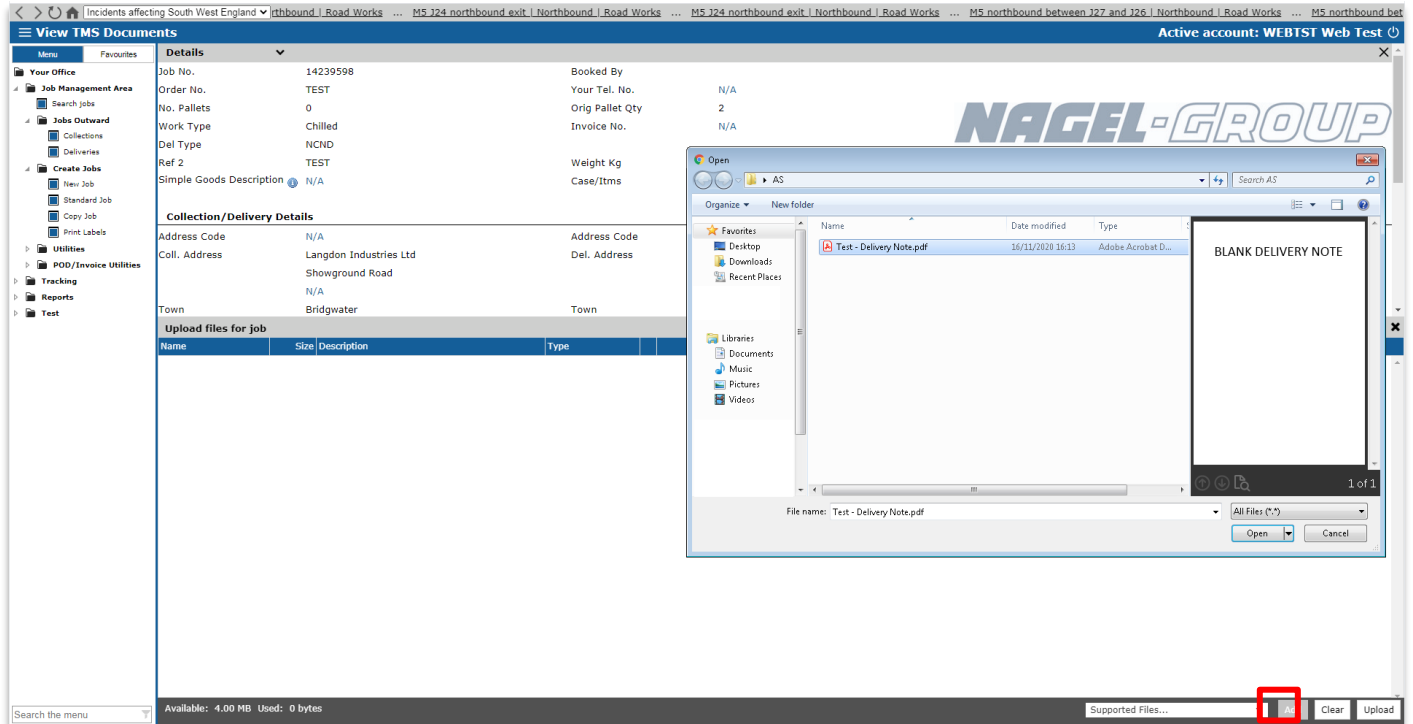 Incidents affecting South West England rthbound | Road Works ... M5 J24 northbound exit | Northbound | Road Works ... M5 J24 northbound exit | Northbound | Road Works ... M5 northbound between J27 and J26 | Northbound | Road Works ... M5 northbound bet
View TMS Documents Active account: WEBTST Web Test
Menu Favourites
Your Office
Job Management Area
Search jobs
Jobs Outward
Collections
Deliveries
Create Jobs
New Job
Standard Job
Copy Job
Print Labels
Utilities
POD/Invoice Utilities
Tracking
Reports
Test
Search the menu
Details
Job No. 14239598 Booked By
Order No. TEST Your Tel. No. N/A
No. Pallets 0 Orig Pallet Qty 2
Work Type Chilled Invoice No. N/A
Del Type NCND
Ref 2 TEST Weight Kg
Simple Goods Description N/A Case/Itms
NAGEL-GROUP
Collection/Delivery Details
Address Code N/A Address Code
Coll. Address Langdon Industries Ltd Del. Address
Showground Road
N/A
Town Bridgwater Town
Upload files for job
Name Size Description Type
Open
AS Search AS
Organize New folder
Favorites
Desktop
Downloads
Recent Places
Libraries
Documents
Music
Pictures
Videos
Name Date modified Type
Test - Delivery Note.pdf 16/11/2020 16:13 Adobe Acrobat D...
BLANK DELIVERY NOTE
1 of 1
File name: Test - Delivery Note.pdf All Files (*.*)
Open Cancel
Available: 4.00 MB Used: 0 bytes Supported Files... Clear Upload